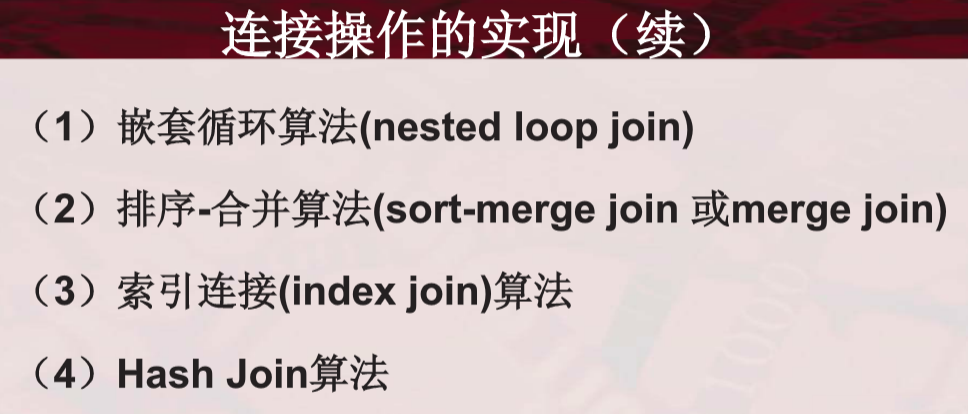 连接操作的实现（续）
（1）嵌套循环算法(nested loop join)
（2）排序-合并算法(sort-merge join 或merge join)
（3）索引连接(index join)算法
（4）Hash Join算法